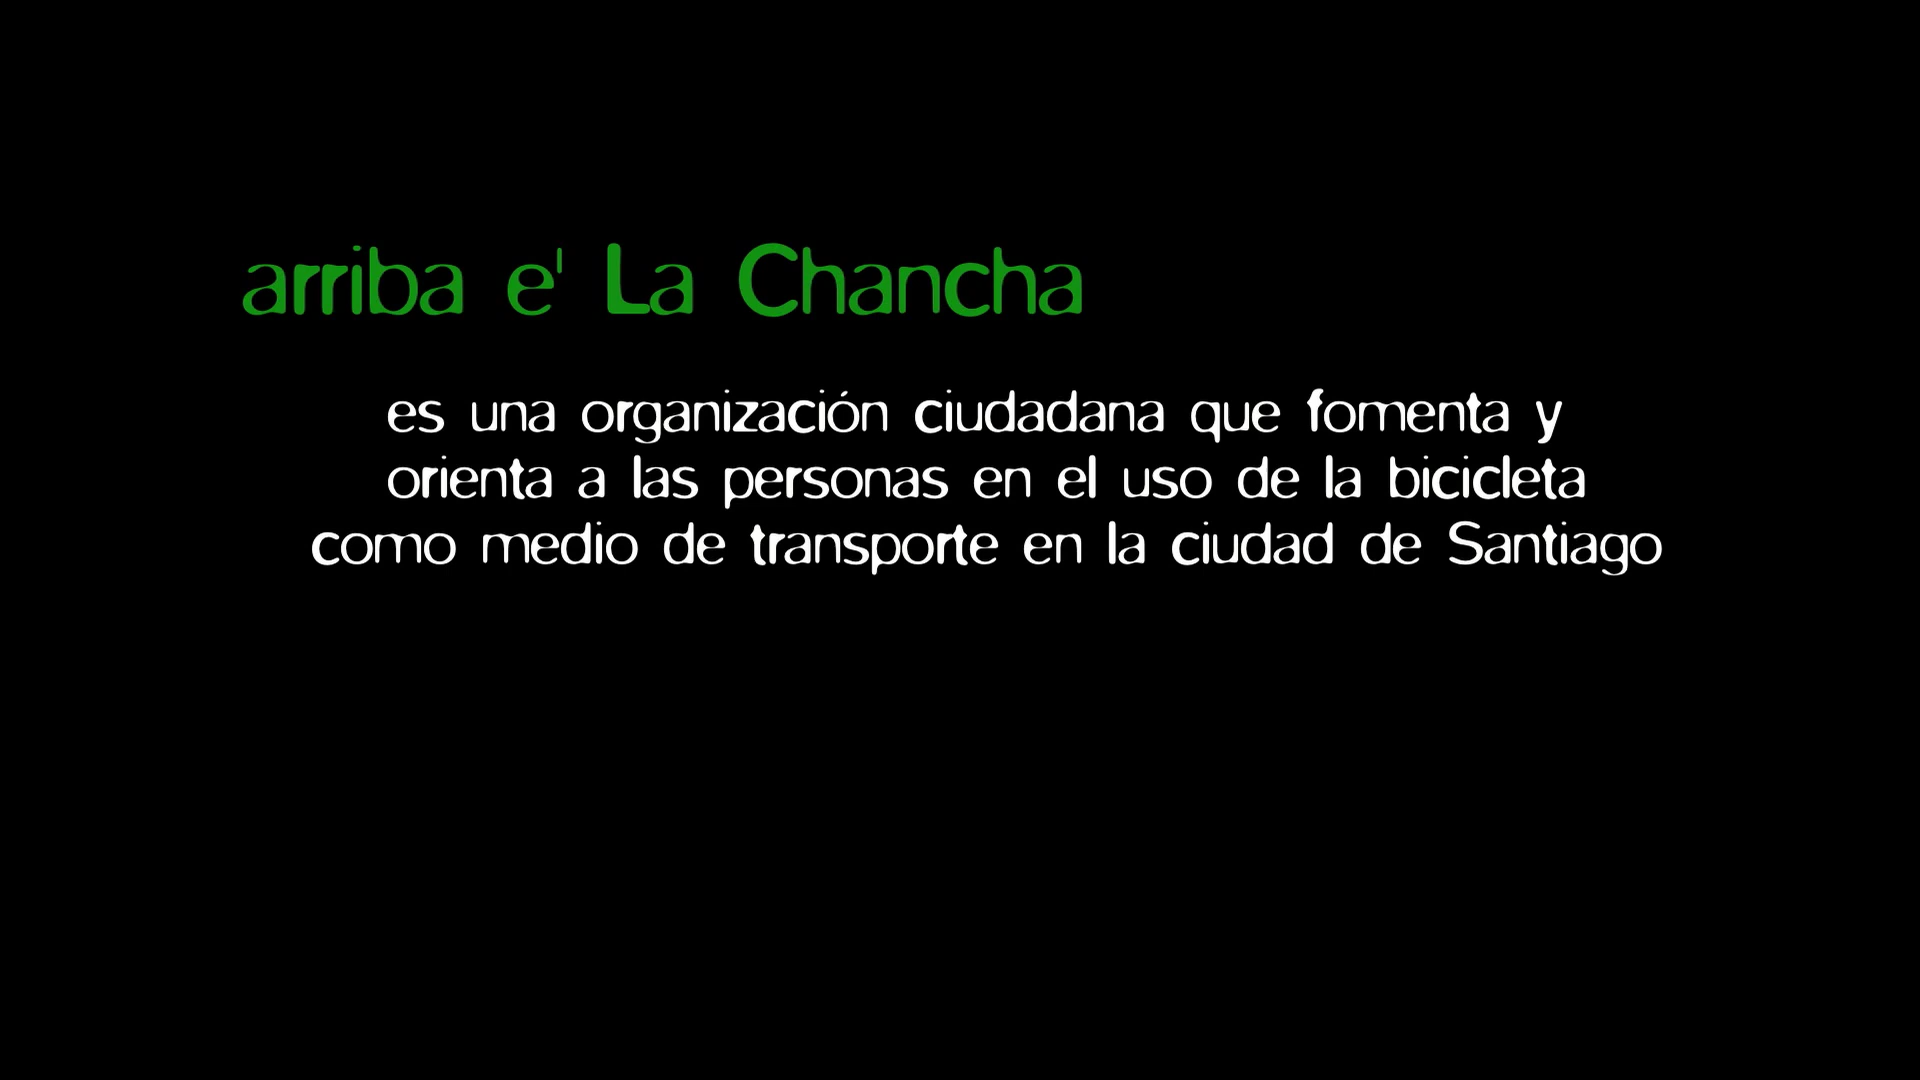 arriba e' La Chancha
es una organización ciudadana que fomenta y
orienta a las personas en el uso de la bicicleta
como medio de transporte en la ciudad de Santiago